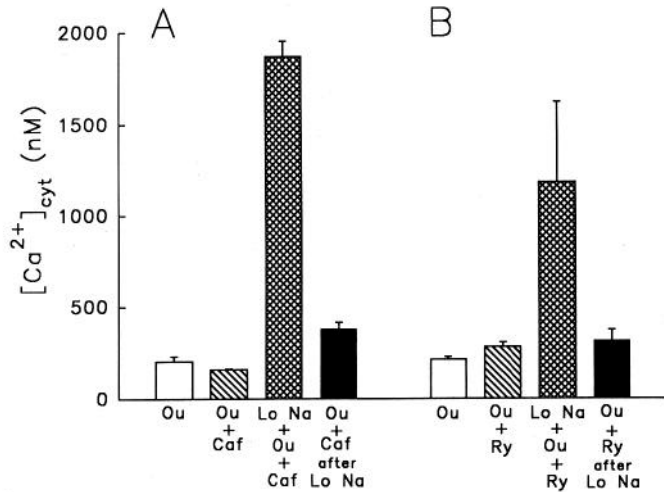 A
B
[Ca2+]cyt (nM)
2000
1500
1000
500
0
Ou
Ou + Caf
Lo Na + Ou + Caf
Ou + Caf after Lo Na
Ou
Ou + Ry
Lo Na + Ou + Ry
Ou + Ry after Lo Na